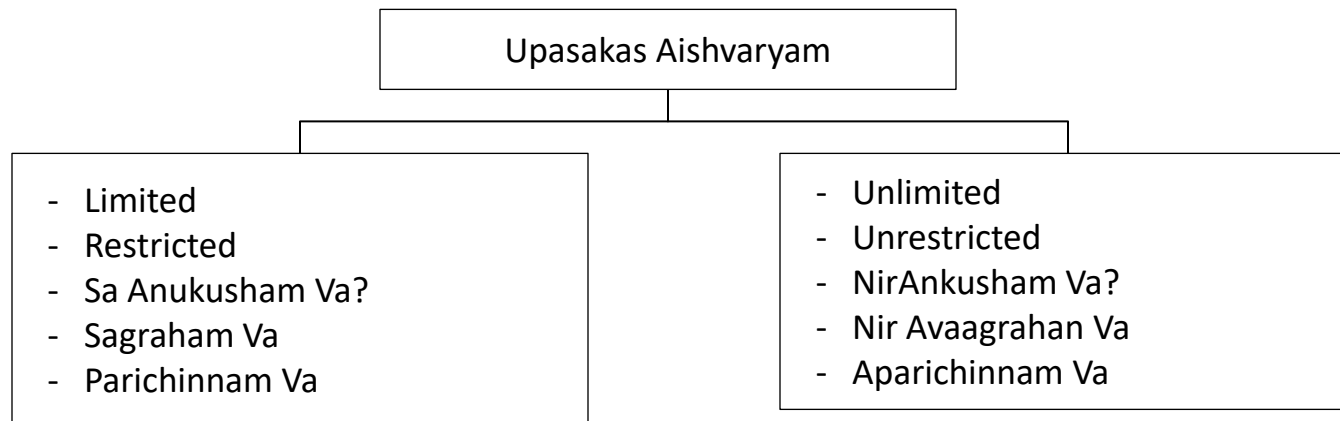 Upasakas Aishvaryam
- Limited
- Restricted
- Sa Anukusham Va?
- Sagraham Va
- Parichinnam Va
- Unlimited
- Unrestricted
- NirAnkusham Va?
- Nir Avaagrahan Va
- Aparichinnam Va